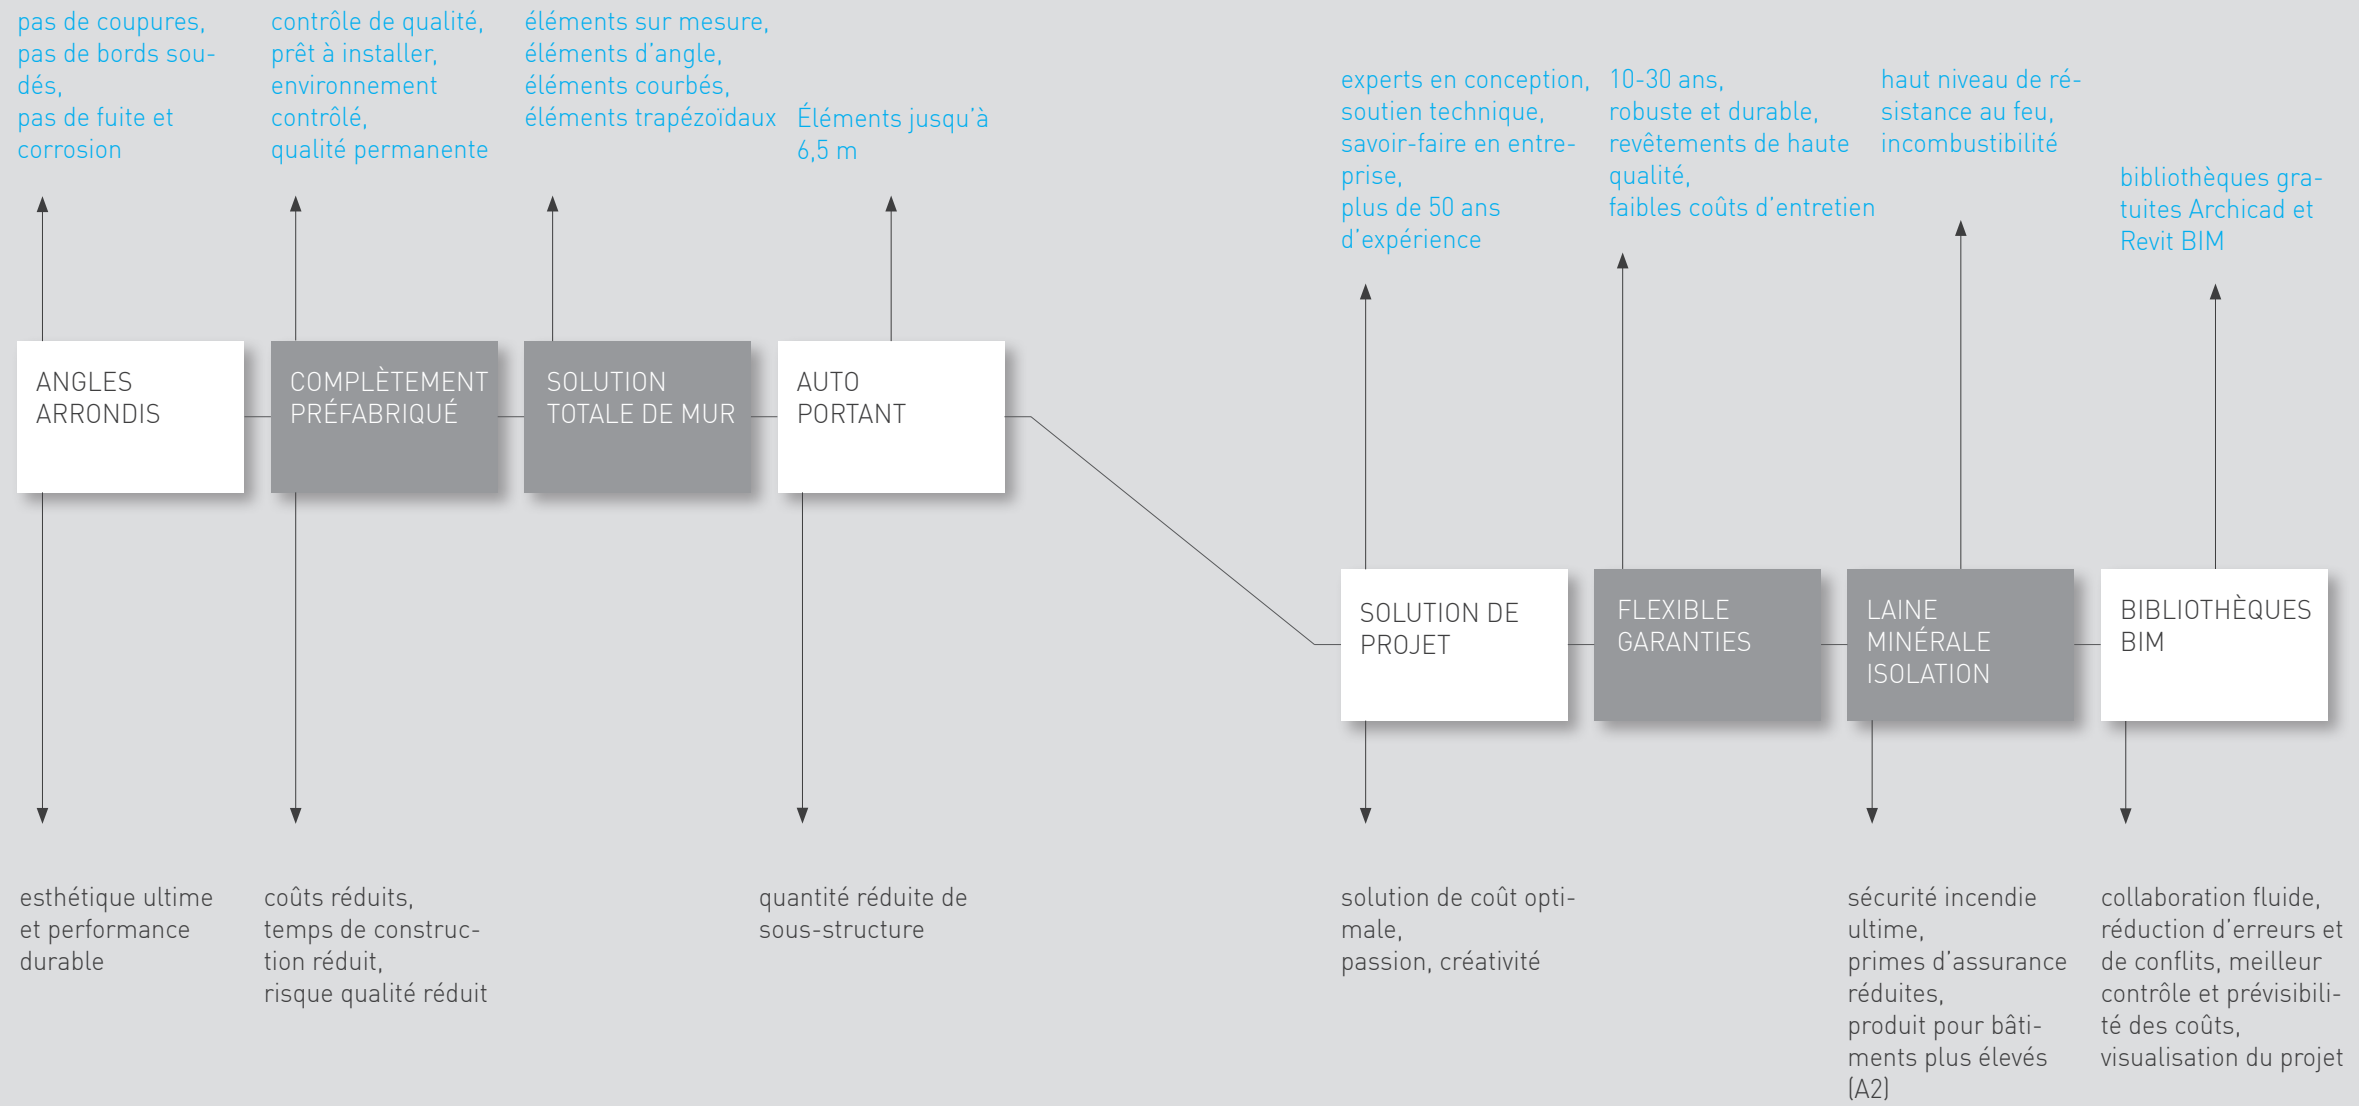 pas de coupures,
pas de bords sou-
dés,
pas de fuite et
corrosion
contrôle de qualité,
prêt à installer,
environnement
contrôlé,
qualité permanente
éléments sur mesure,
éléments d'angle,
éléments courbés,
éléments trapézoïdaux
Éléments jusqu'à
6,5 m
experts en conception,
soutien technique,
savoir-faire en entre-
prise,
plus de 50 ans
d'expérience
10-30 ans,
robuste et durable,
revêtements de haute
qualité,
faibles coûts d'entretien
haut niveau de ré-
sistance au feu,
incombustibilité
bibliothèques gra-
tuites Archicad et
Revit BIM
ANGLES
ARRONDIS
COMPLÈTEMENT
PRÉFABRIQUÉ
SOLUTION
TOTALE DE MUR
AUTO
PORTANT
SOLUTION DE
PROJET
FLEXIBLE
GARANTIES
LAINE
MINÉRALE
ISOLATION
BIBLIOTHÈQUES
BIM
esthétique ultime
et performance
durable
coûts réduits,
temps de construc-
tion réduit,
risque qualité réduit
quantité réduite de
sous-structure
solution de coût opti-
male,
passion, créativité
sécurité incendie
ultime,
primes d'assurance
réduites,
produit pour bâti-
ments plus élevés
(A2)
collaboration fluide,
réduction d'erreurs et
de conflits, meilleur
contrôle et prévisibili-
té des coûts,
visualisation du projet